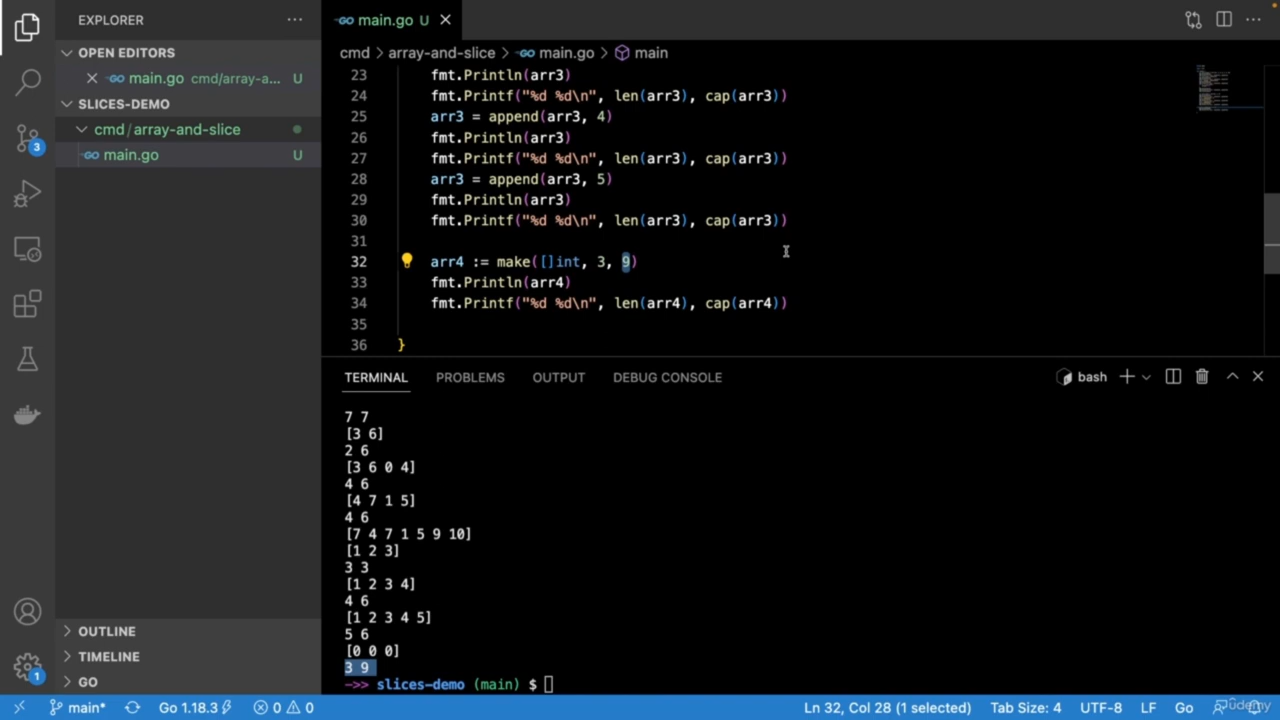 EXPLORER
OPEN EDITORS
main.go cmd/array-a... U
SLICES-DEMO
cmd / array-and-slice
main.go U
OUTLINE
TIMELINE
GO
3
1
main.go U
cmd > array-and-slice > main.go > main
23 fmt.Println(arr3)
24 fmt.Printf("%d %d\n", len(arr3), cap(arr3))
25 arr3 = append(arr3, 4)
26 fmt.Println(arr3)
27 fmt.Printf("%d %d\n", len(arr3), cap(arr3))
28 arr3 = append(arr3, 5)
29 fmt.Println(arr3)
30 fmt.Printf("%d %d\n", len(arr3), cap(arr3))
31
32 arr4 := make([]int, 3, 9)
33 fmt.Println(arr4)
34 fmt.Printf("%d %d\n", len(arr4), cap(arr4))
35
36 }
TERMINAL PROBLEMS OUTPUT DEBUG CONSOLE bash
7 7
[3 6]
2 6
[3 6 0 4]
4 6
[4 7 1 5]
4 6
[7 4 7 1 5 9 10]
[1 2 3]
3 3
[1 2 3 4]
4 6
[1 2 3 4 5]
5 6
[0 0 0]
3 9
->> slices-demo (main) $
main* Go 1.18.3 0 0 Ln 32, Col 28 (1 selected) Tab Size: 4 UTF-8 LF Go
Udemy